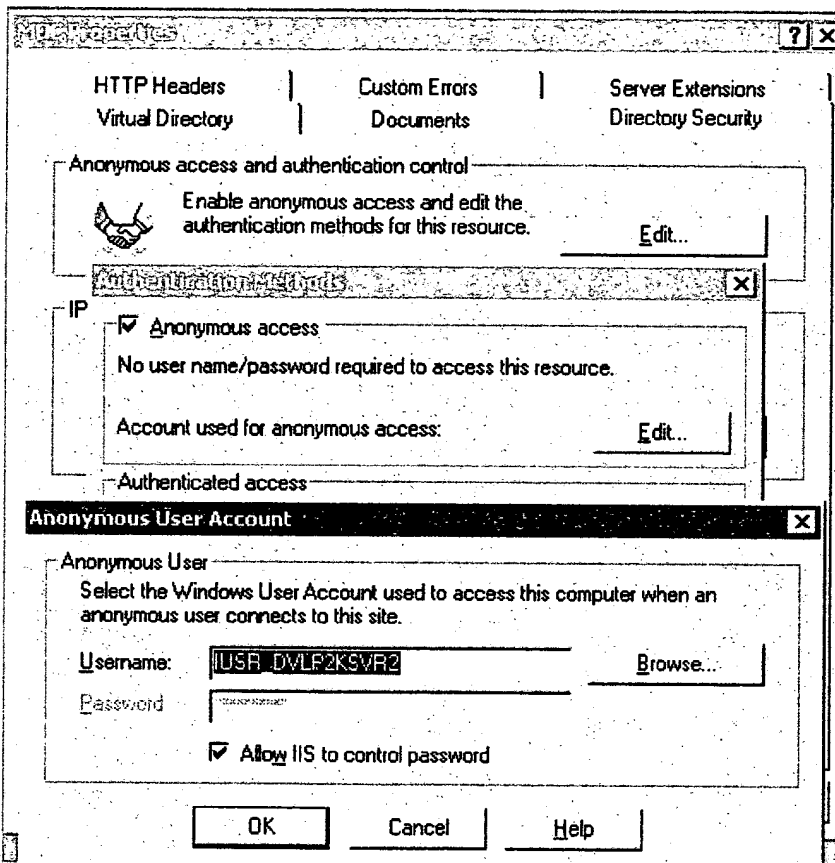 Properties
HTTP Headers Custom Errors Server Extensions
Virtual Directory Documents Directory Security
Anonymous access and authentication control
Enable anonymous access and edit the
authentication methods for this resource.
Edit...
Authentication Methods
IP
Anonymous access
No user name/password required to access this resource.
Account used for anonymous access:
Edit...
Authenticated access
Anonymous User Account
Anonymous User
Select the Windows User Account used to access this computer when an
anonymous user connects to this site.
Username: IUSR_DVLP2KSVR2 Browse...
Password
Allow IIS to control password
OK Cancel Help